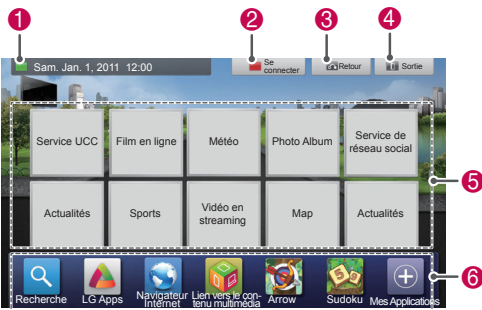 1
2
3
4
Sam. Jan. 1, 2011 12:00
Se
connecter
Retour
Sortie
Service UCC
Film en ligne
Météo
Photo Album
Service de
réseau social
5
Actualités
Sports
Vidéo en
streaming
Map
Actualités
6
Recherche
LG Apps
Navigateur
Internet
Lien vers le con-
tenu multimédia
Arrow
Sudoku
Mes Applications